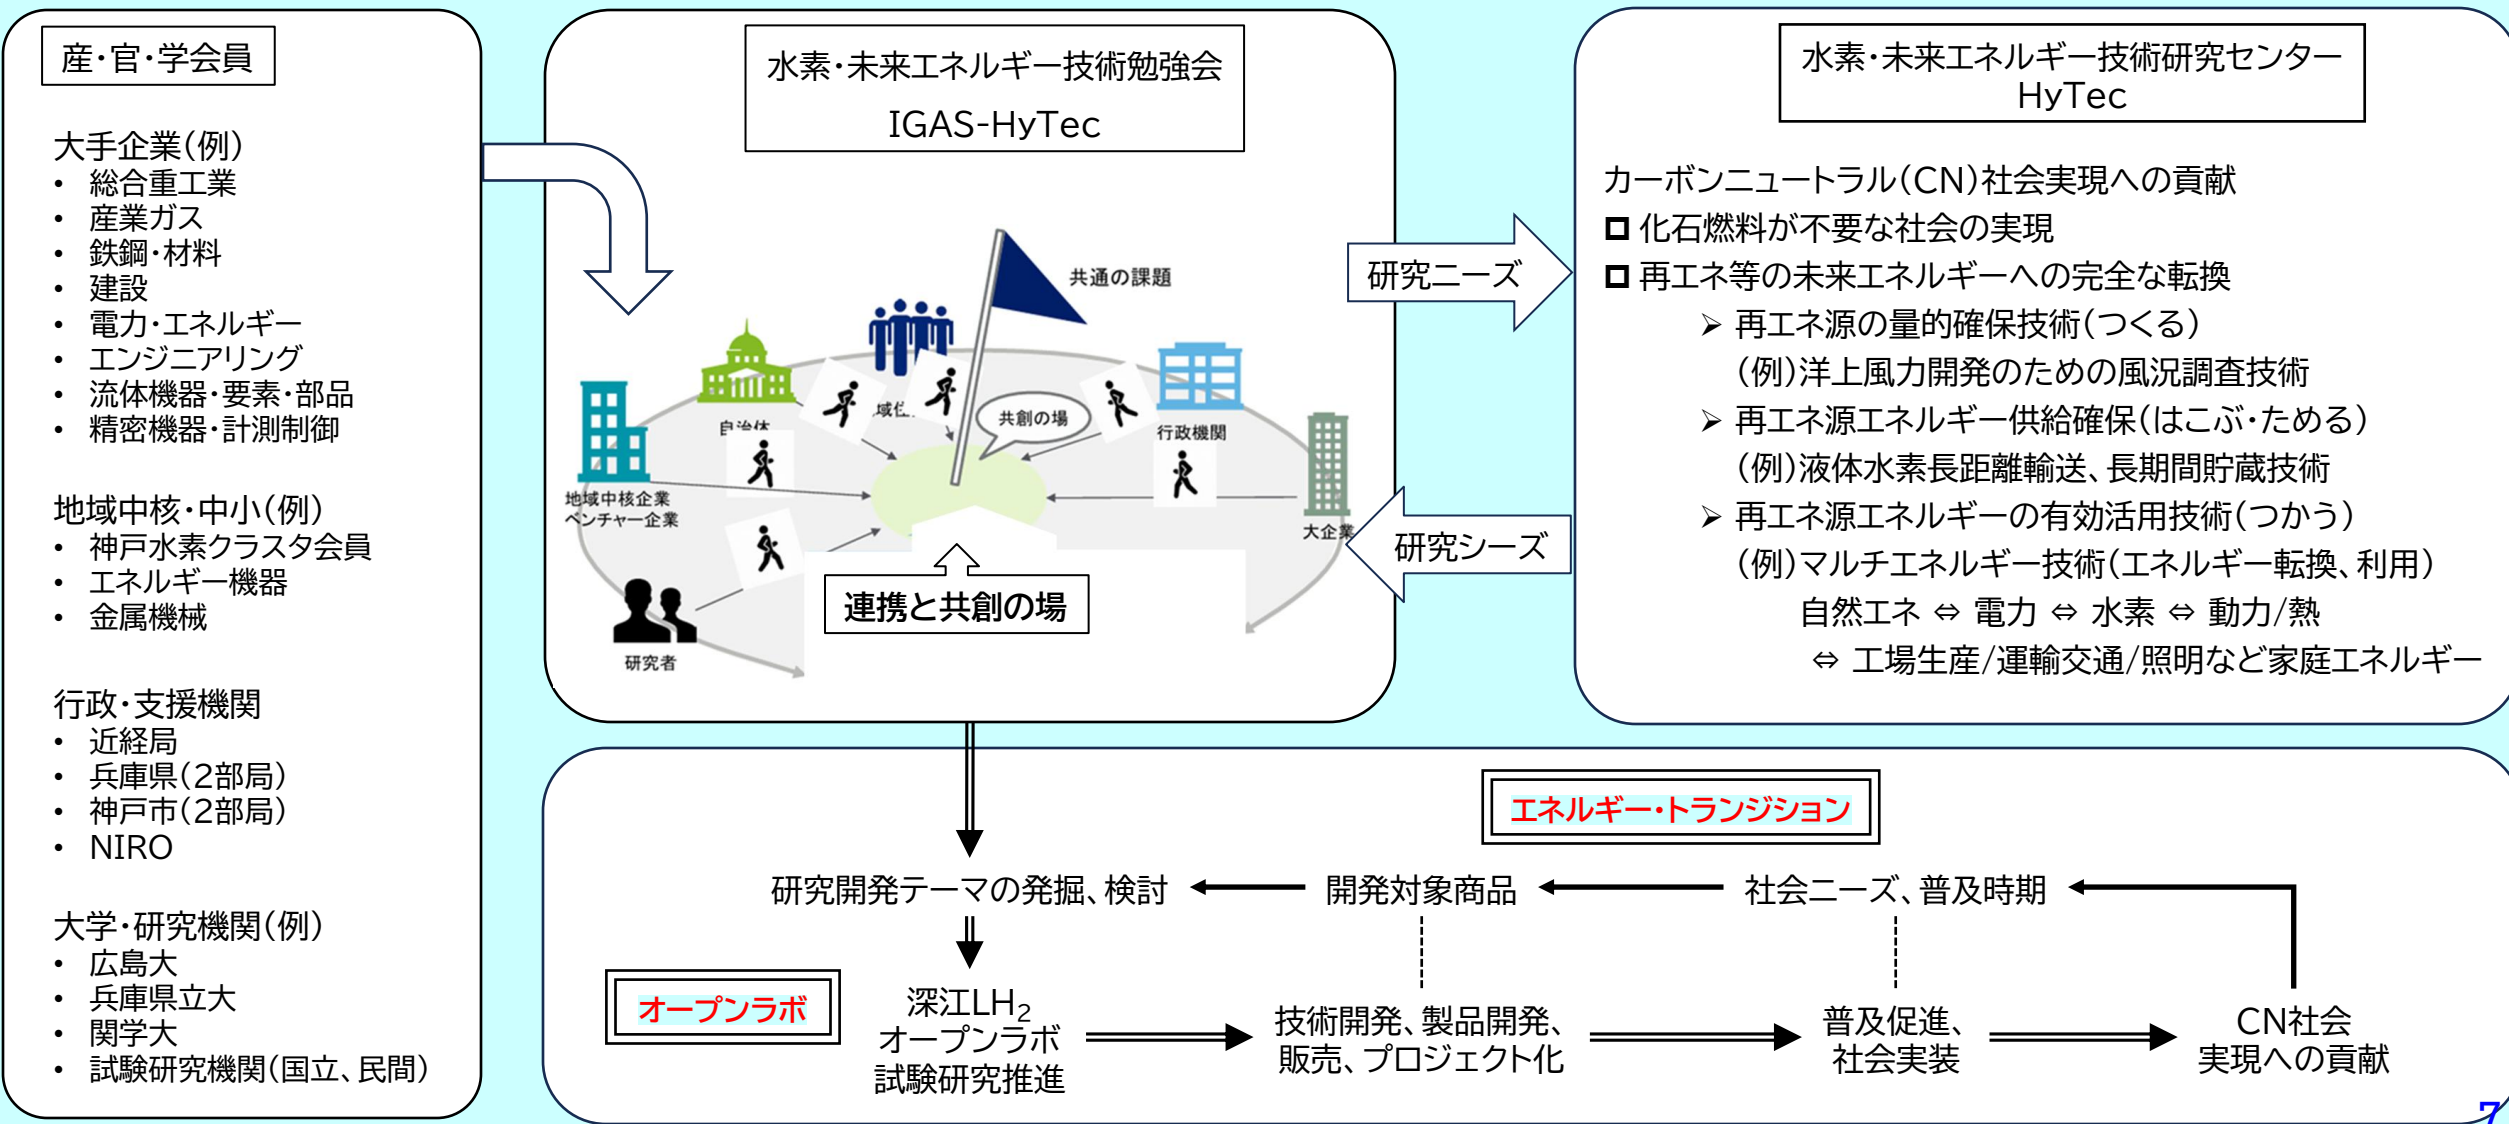 産・官・学会員
大手企業(例)
• 総合重工業
• 産業ガス
• 鉄鋼・材料
• 建設
• 電力・エネルギー
• エンジニアリング
• 流体機器・要素・部品
• 精密機器・計測制御
地域中核・中小(例)
• 神戸水素クラスタ会員
• エネルギー機器
• 金属機械
行政・支援機関
• 近経局
• 兵庫県(2部局)
• 神戸市(2部局)
• NIRO
大学・研究機関(例)
• 広島大
• 兵庫県立大
• 関学大
• 試験研究機関(国立、民間)
水素・未来エネルギー技術勉強会
IGAS-HyTec
共通の課題
自治体
域住
共創の場
行政機関
地域中核企業
ベンチャー企業
大企業
研究者
連携と共創の場
研究ニーズ
研究シーズ
水素・未来エネルギー技術研究センター
HyTec
カーボンニュートラル(CN)社会実現への貢献
化石燃料が不要な社会の実現
再エネ等の未来エネルギーへの完全な転換
➢ 再エネ源の量的確保技術(つくる)
(例)洋上風力開発のための風況調査技術
➢ 再エネ源エネルギー供給確保(はこぶ・ためる)
(例)液体水素長距離輸送、長期間貯蔵技術
➢ 再エネ源エネルギーの有効活用技術(つかう)
(例)マルチエネルギー技術(エネルギー転換、利用)
自然エネ ⇔ 電力 ⇔ 水素 ⇔ 動力/熱
⇔ 工場生産/運輸交通/照明など家庭エネルギー
エネルギー・トランジション
研究開発テーマの発掘、検討
開発対象商品
社会ニーズ、普及時期
オープンラボ
深江LH₂
オープンラボ
試験研究推進
技術開発、製品開発、
販売、プロジェクト化
普及促進、
社会実装
CN社会
実現への貢献
7